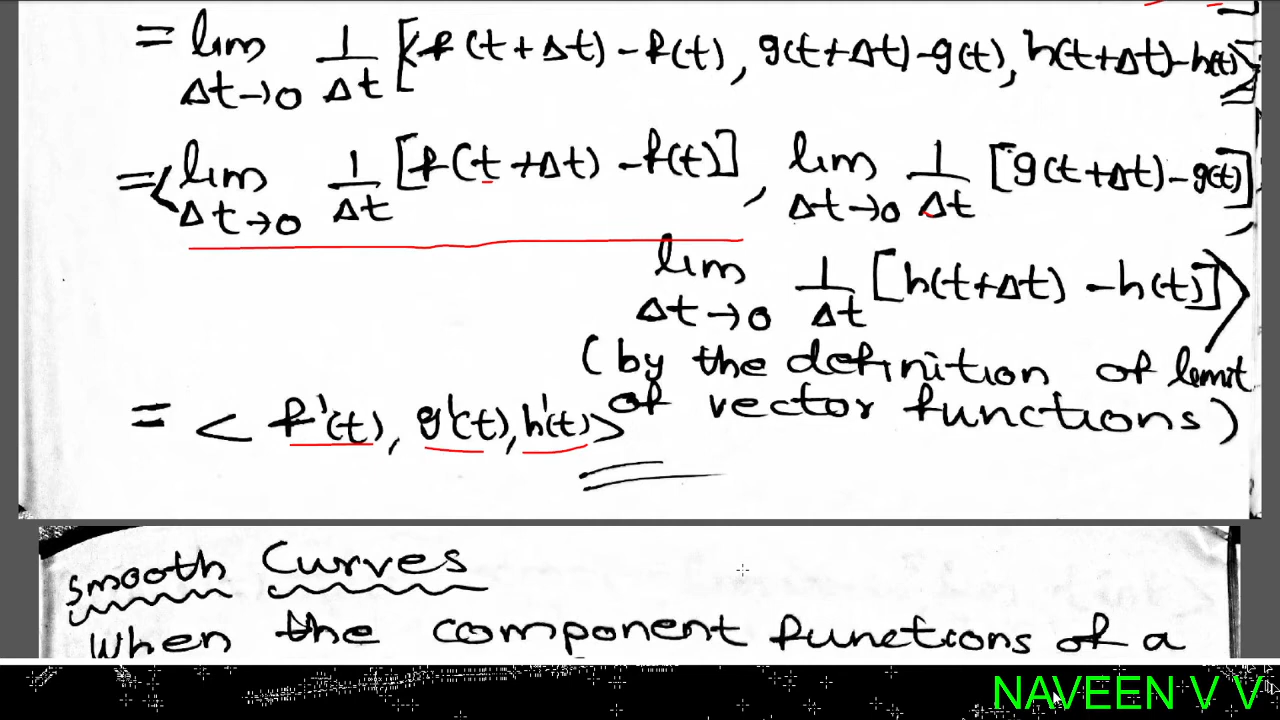 = lim Δt→0 1/Δt [<f(t+Δt)-f(t), g(t+Δt)-g(t), h(t+Δt)-h(t)>]
=< lim Δt→0 1/Δt [f(t+Δt)-f(t)], lim Δt→0 1/Δt [g(t+Δt)-g(t)],
lim Δt→0 1/Δt [h(t+Δt)-h(t)]>
(by the definition of limit
of vector functions)
= < f'(t), g'(t), h'(t)>
Smooth Curves
When the component functions of a
NAVEEN V V